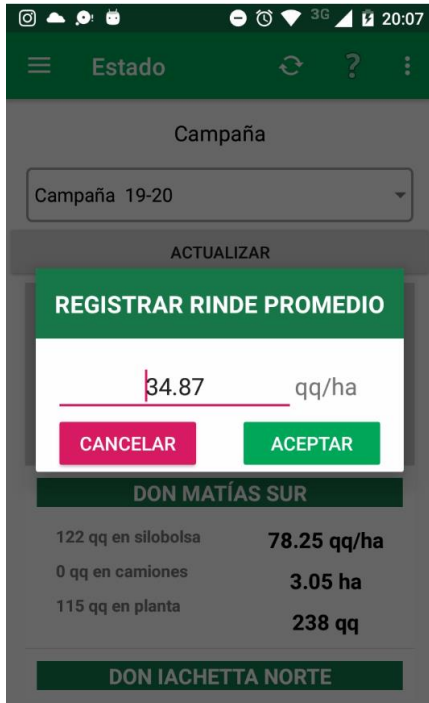 3G 20:07
Estado ?
Campaña
Campaña 19-20
ACTUALIZAR
REGISTRAR RINDE PROMEDIO
34.87 qq/ha
CANCELAR ACEPTAR
DON MATÍAS SUR
122 qq en silobolsa 78.25 qq/ha
0 qq en camiones 3.05 ha
115 qq en planta 238 qq
DON IACHETTA NORTE